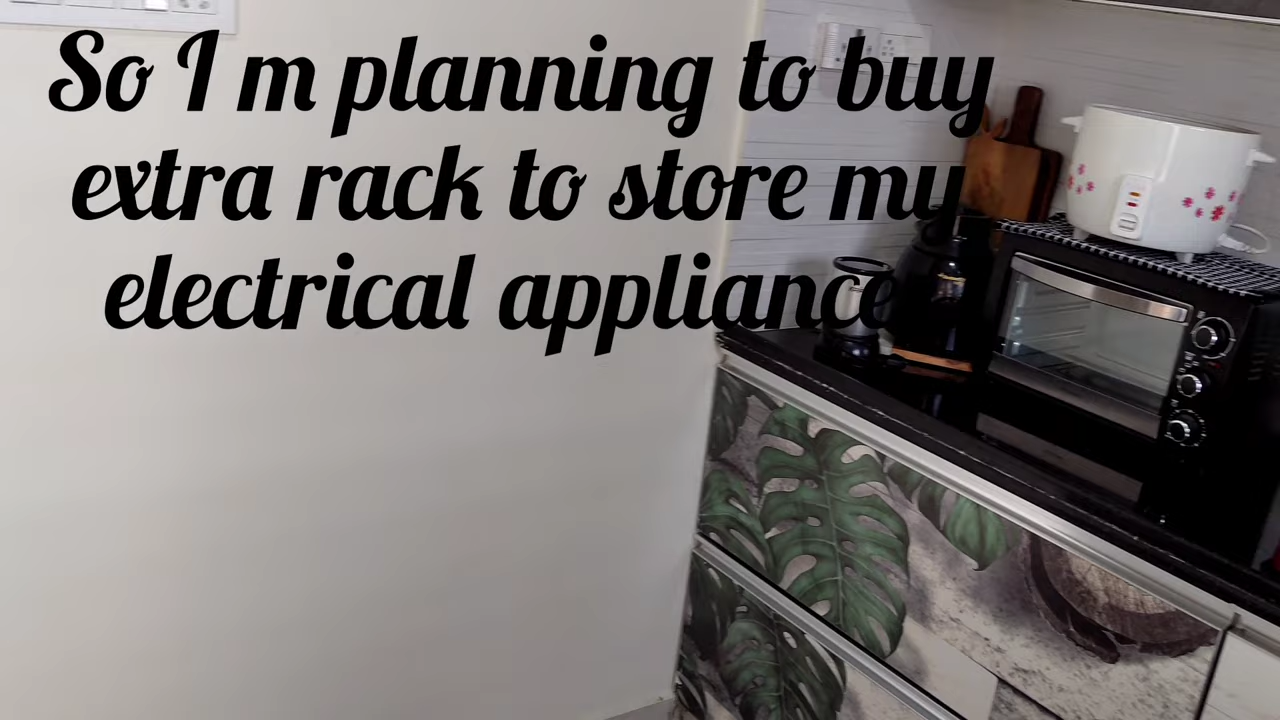 So I m planning to buy
extra rack to store my
electrical appliance